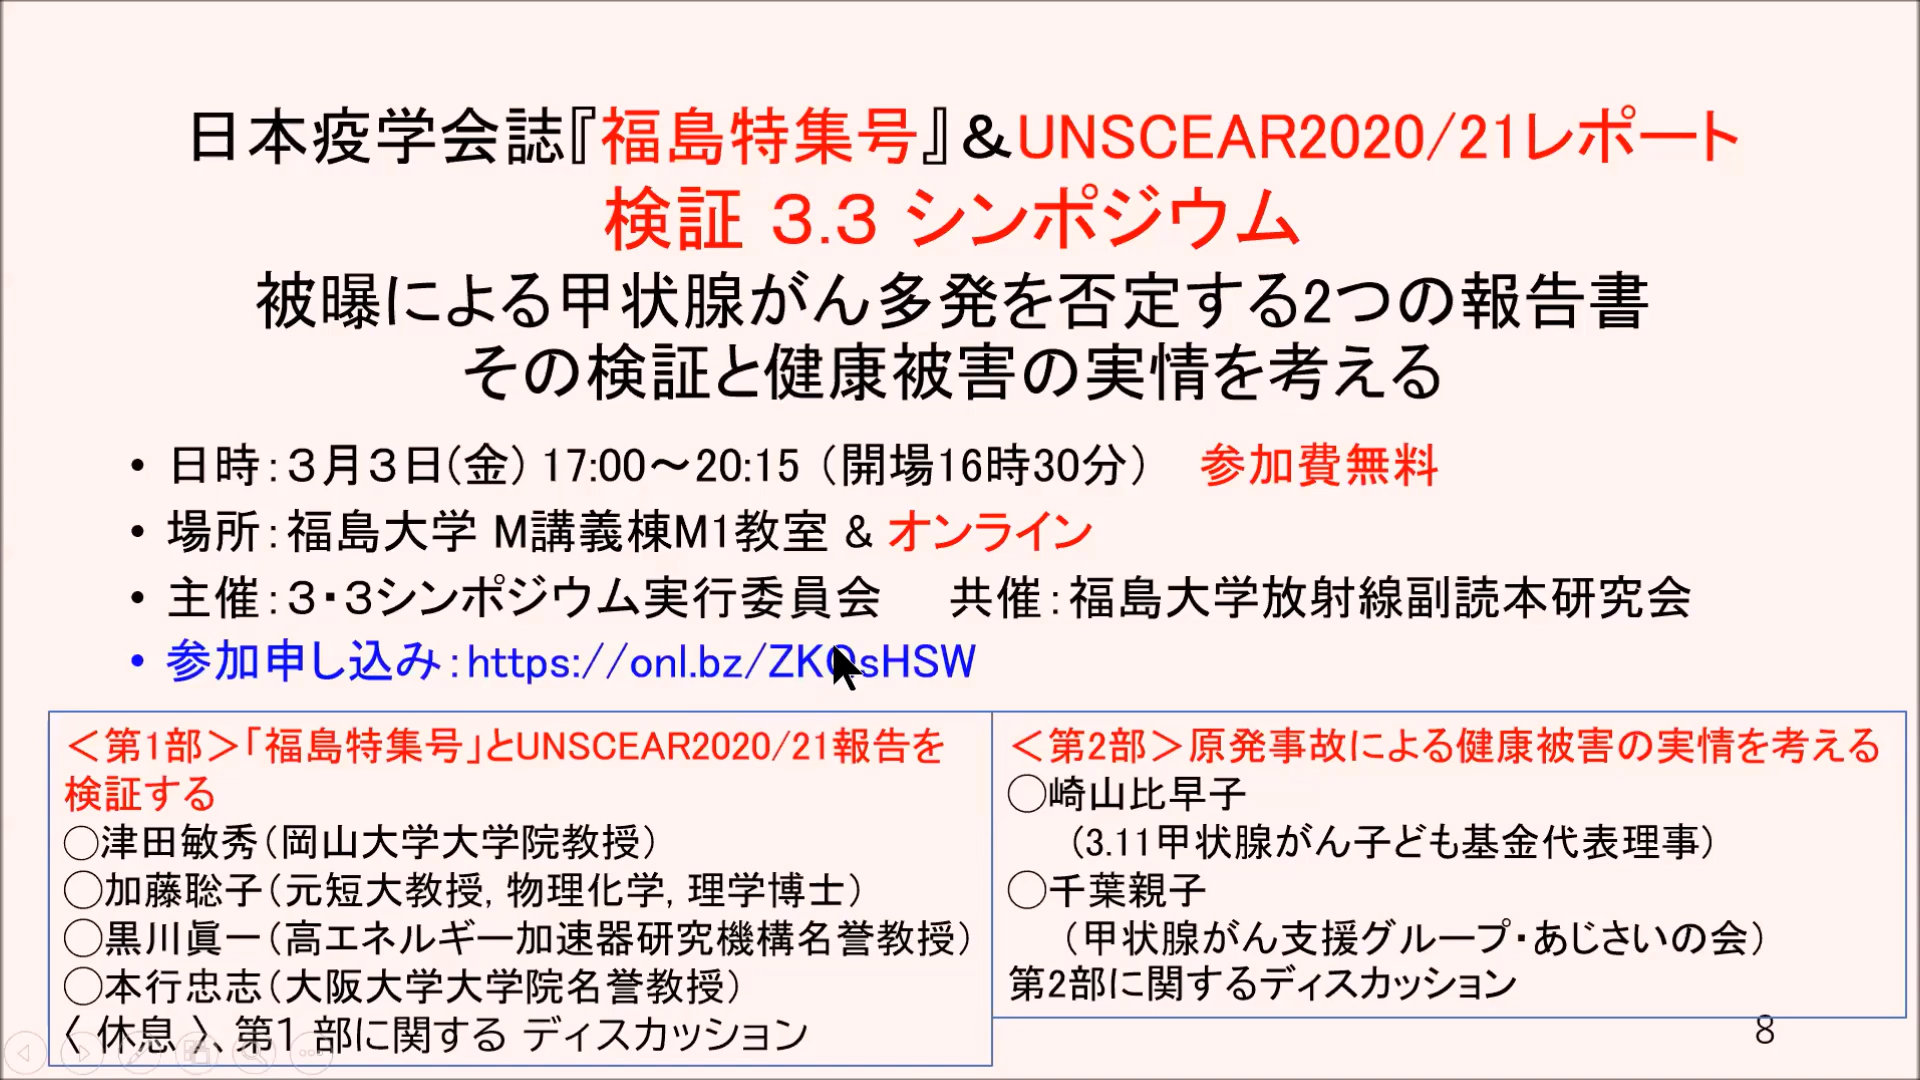 日本疫学会誌『福島特集号』&UNSCEAR2020/21レポート
検証 3.3 シンポジウム
被曝による甲状腺がん多発を否定する2つの報告書
その検証と健康被害の実情を考える
• 日時：３月３日(金) 17:00～20:15 （開場16時30分） 参加費無料
• 場所：福島大学 M講義棟M1教室 & オンライン
• 主催：３・３シンポジウム実行委員会 共催：福島大学放射線副読本研究会
• 参加申し込み：https://onl.bz/ZKQsHSW
＜第1部＞「福島特集号」とUNSCEAR2020/21報告を
検証する
◯津田敏秀（岡山大学大学院教授）
◯加藤聡子（元短大教授, 物理化学, 理学博士）
◯黒川眞一（高エネルギー加速器研究機構名誉教授）
◯本行忠志（大阪大学大学院名誉教授）
〈 休息 〉、第１部に関する ディスカッション
＜第2部＞原発事故による健康被害の実情を考える
◯崎山比早子
（3.11甲状腺がん子ども基金代表理事）
◯千葉親子
（甲状腺がん支援グループ・あじさいの会）
第2部に関するディスカッション
8